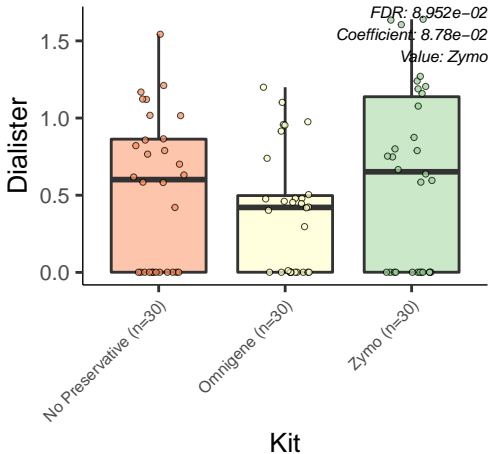 FDR: 8.952e−02
Coefficient: 8.78e−02
Value: Zymo
1.5
1.0
0.5
0.0
Dialister
No Preservative (n=30)
Omnigene (n=30)
Zymo (n=30)
Kit